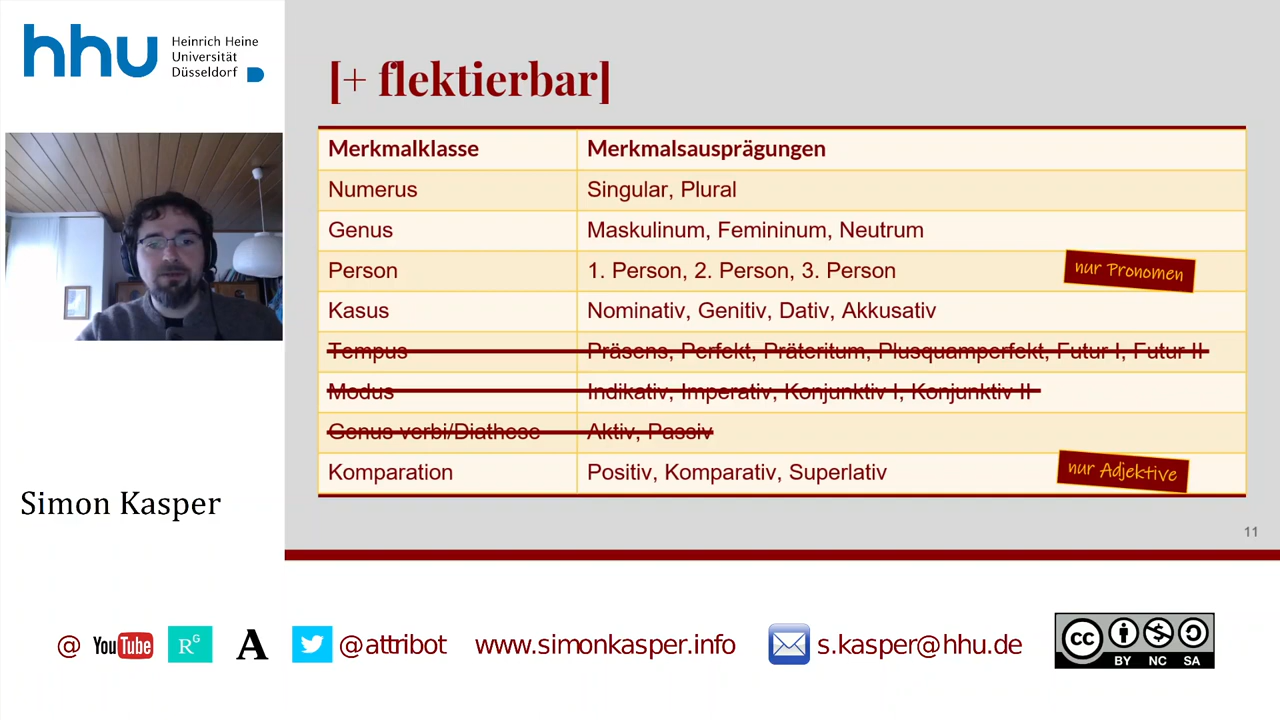 hhu Heinrich Heine
Universität
Düsseldorf
[+ flektierbar]
Merkmalklasse Merkmalsausprägungen
Numerus Singular, Plural
Genus Maskulinum, Femininum, Neutrum
Person 1. Person, 2. Person, 3. Person nur Pronomen
Kasus Nominativ, Genitiv, Dativ, Akkusativ
Tempus Präsens, Perfekt, Präteritum, Plusquamperfekt, Futur I, Futur II
Modus Indikativ, Imperativ, Konjunktiv I, Konjunktiv II
Genus verbi/Diathese Aktiv, Passiv
Komparation Positiv, Komparativ, Superlativ nur Adjektive
Simon Kasper
11
@ YouTube RG A @attribot www.simonkasper.info s.kasper@hhu.de cc
BY NC SA